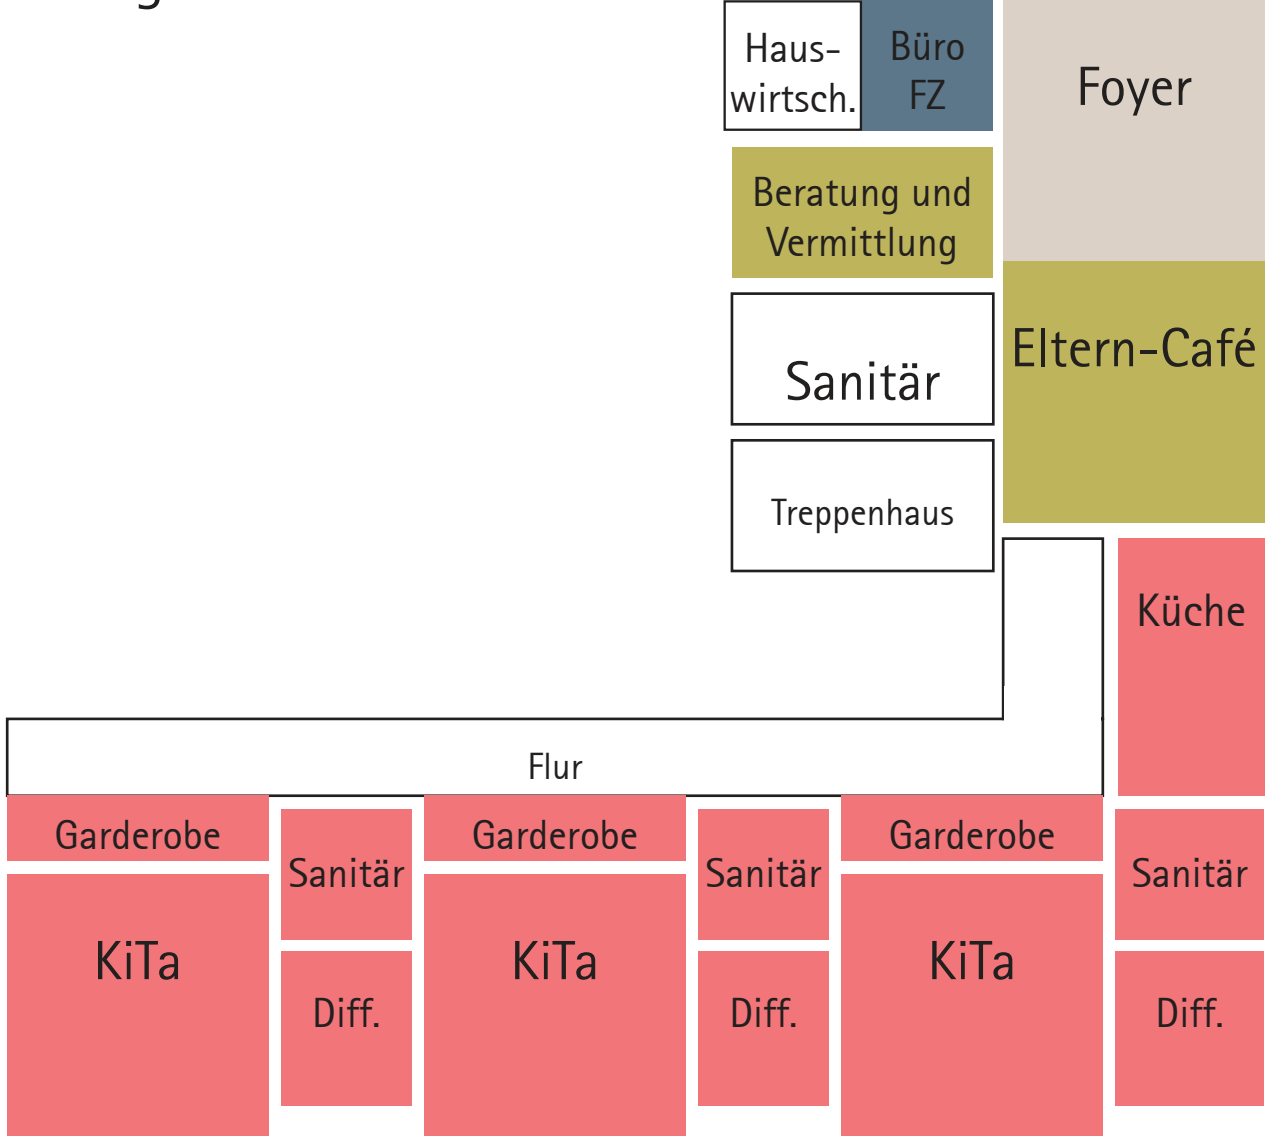 Haus-
wirtsch.
Büro
FZ
Foyer
Beratung und
Vermittlung
Eltern-Café
Sanitär
Treppenhaus
Küche
Flur
Garderobe
Garderobe
Garderobe
Sanitär
Sanitär
Sanitär
KiTa
KiTa
KiTa
Diff.
Diff.
Diff.